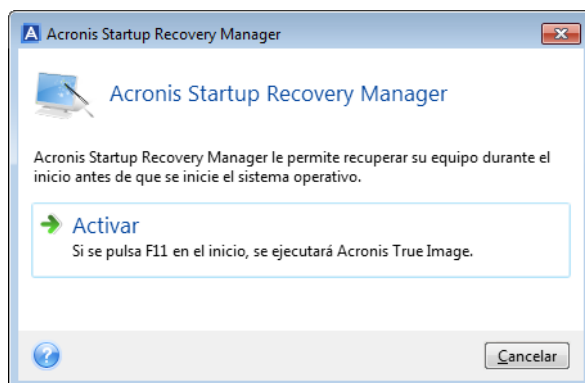 Acronis Startup Recovery Manager
Acronis Startup Recovery Manager
Acronis Startup Recovery Manager le permite recuperar su equipo durante el
inicio antes de que se inicie el sistema operativo.
Activar
Si se pulsa F11 en el inicio, se ejecutará Acronis True Image.
Cancelar